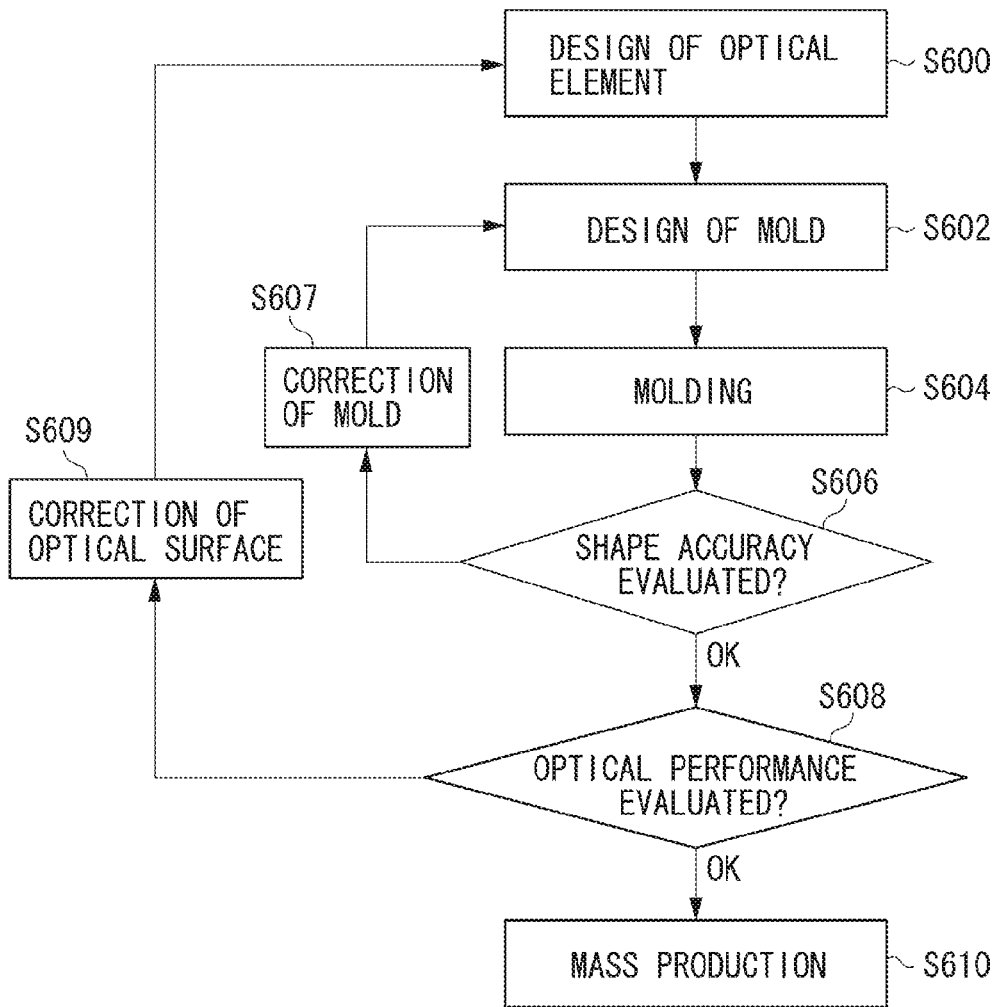 DESIGN OF OPTICAL
ELEMENT
S600
DESIGN OF MOLD
S602
S607
CORRECTION
OF MOLD
MOLDING
S604
S609
CORRECTION OF
OPTICAL SURFACE
S606
SHAPE ACCURACY
EVALUATED?
OK
S608
OPTICAL PERFORMANCE
EVALUATED?
OK
MASS PRODUCTION
S610